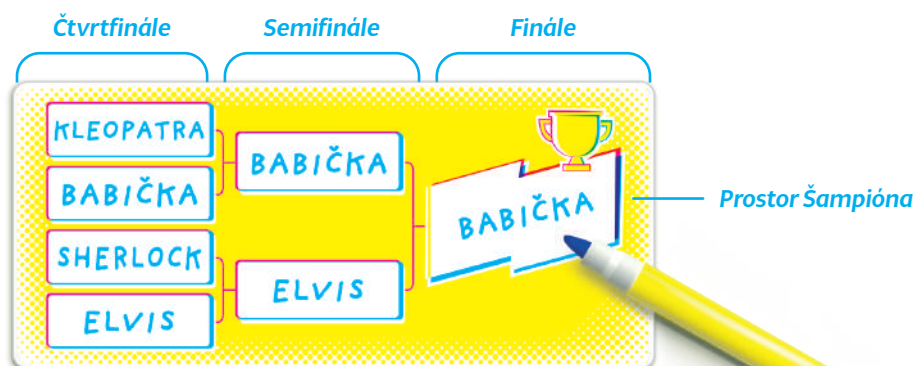 Čtvrtfinále
Semifinále
Finále
KLEOPATRA
BABIČKA
SHERLOCK
ELVIS
BABIČKA
ELVIS
BABIČKA
Prostor Šampióna